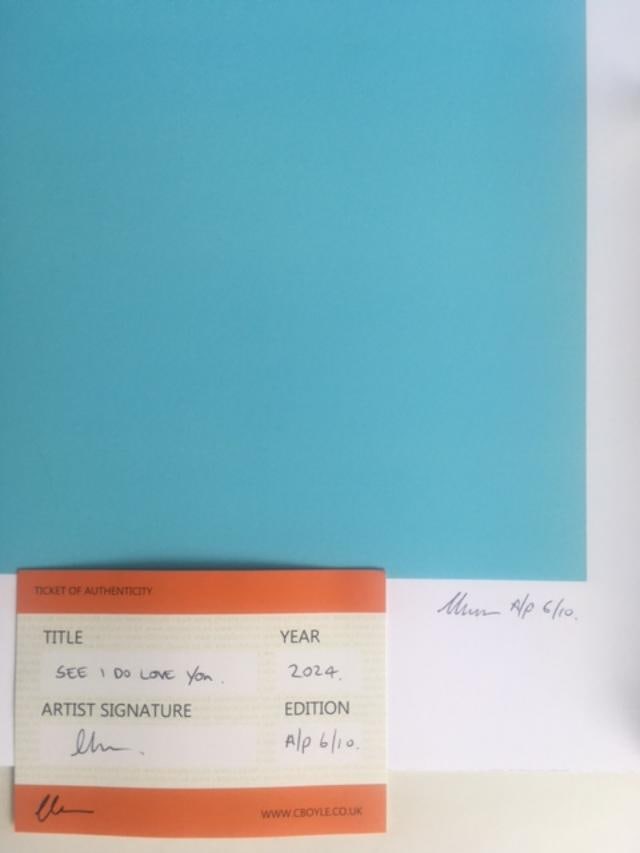 A/P 6/10.
TICKET OF AUTHENTICITY
TITLE YEAR
SEE I DO LOVE You. 2024.
ARTIST SIGNATURE EDITION
A/P 6/10.
WWW.CBOYLE.CO.UK